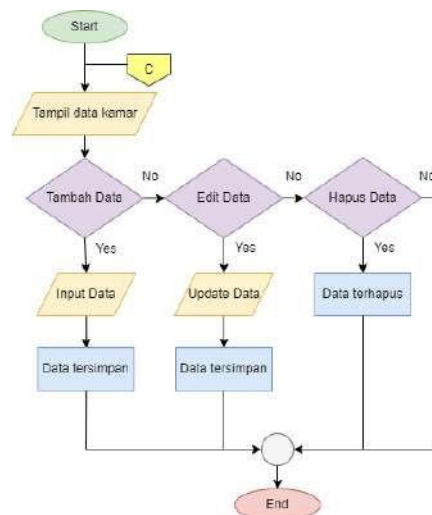 Start
C
Tampil data kamar
Tambah Data
No
Edit Data
No
Hapus Data
No
Yes
Yes
Yes
Input Data
Update Data
Data terhapus
Data tersimpan
Data tersimpan
End